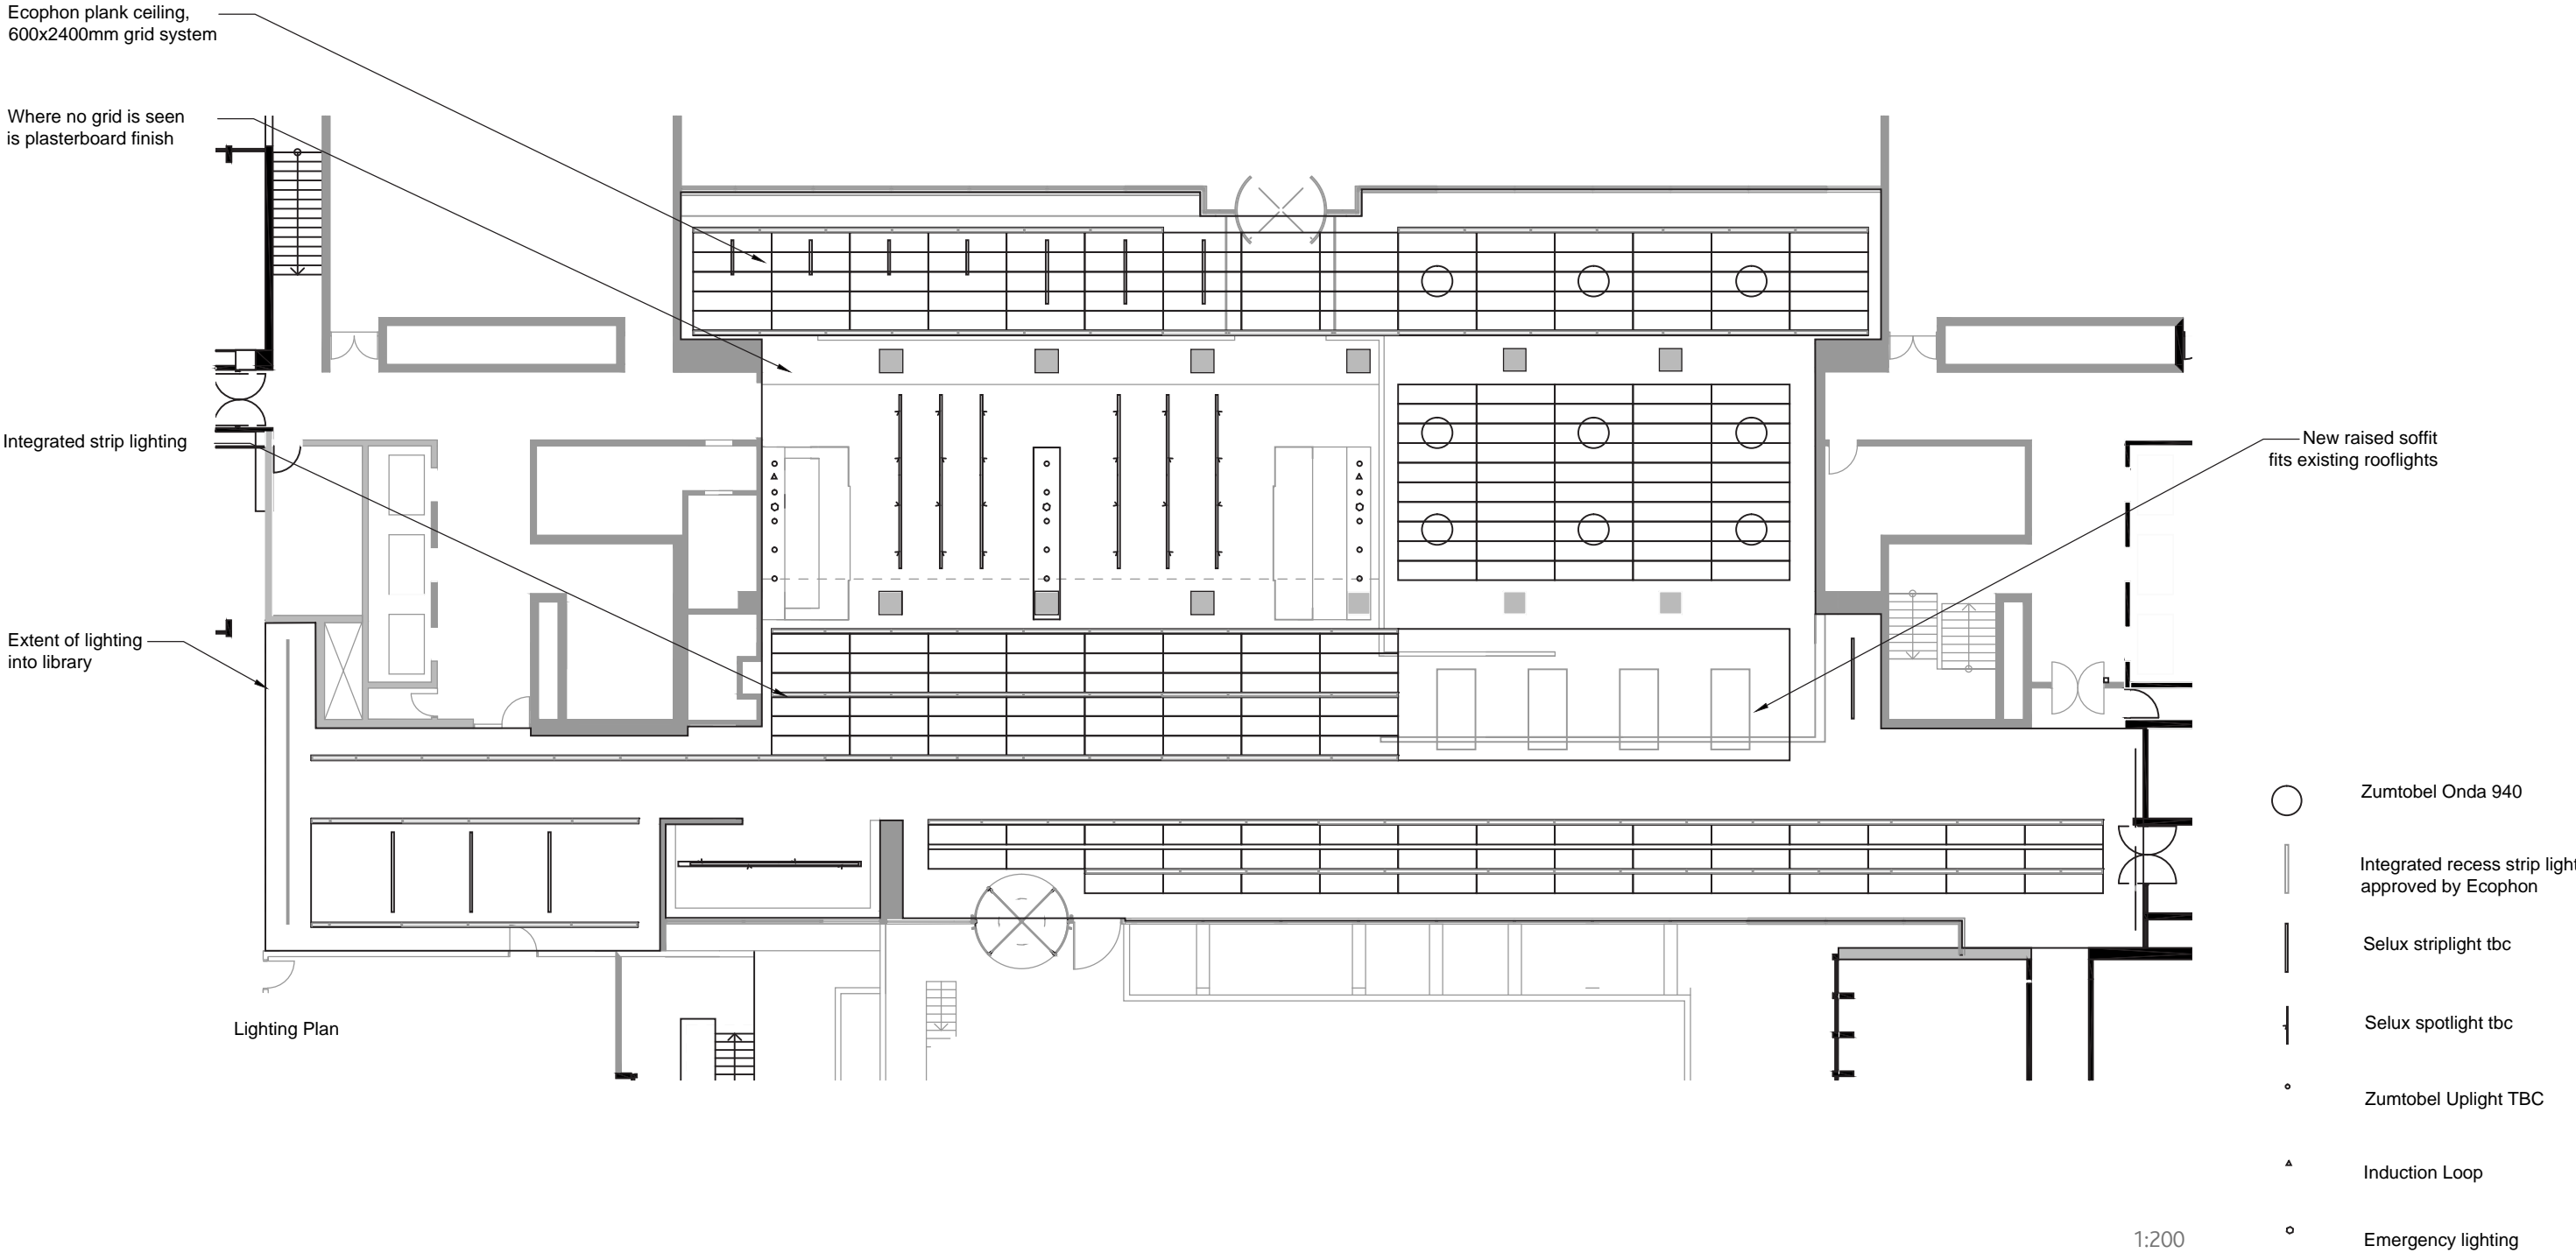 Ecophon plank ceiling,
600x2400mm grid system
Where no grid is seen
is plasterboard finish
Integrated strip lighting
New raised soffit
fits existing rooflights
Extent of lighting
into library
Zumtobel Onda 940
Integrated recess strip light
approved by Ecophon
Selux striplight tbc
Selux spotlight tbc
Zumtobel Uplight TBC
Induction Loop
Emergency lighting
Lighting Plan
1:200